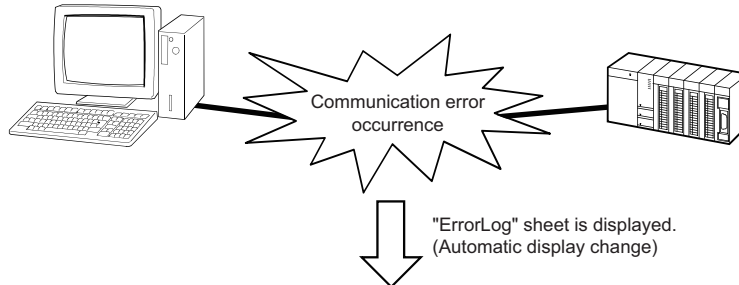 Communication error
occurrence
"ErrorLog" sheet is displayed.
(Automatic display change)